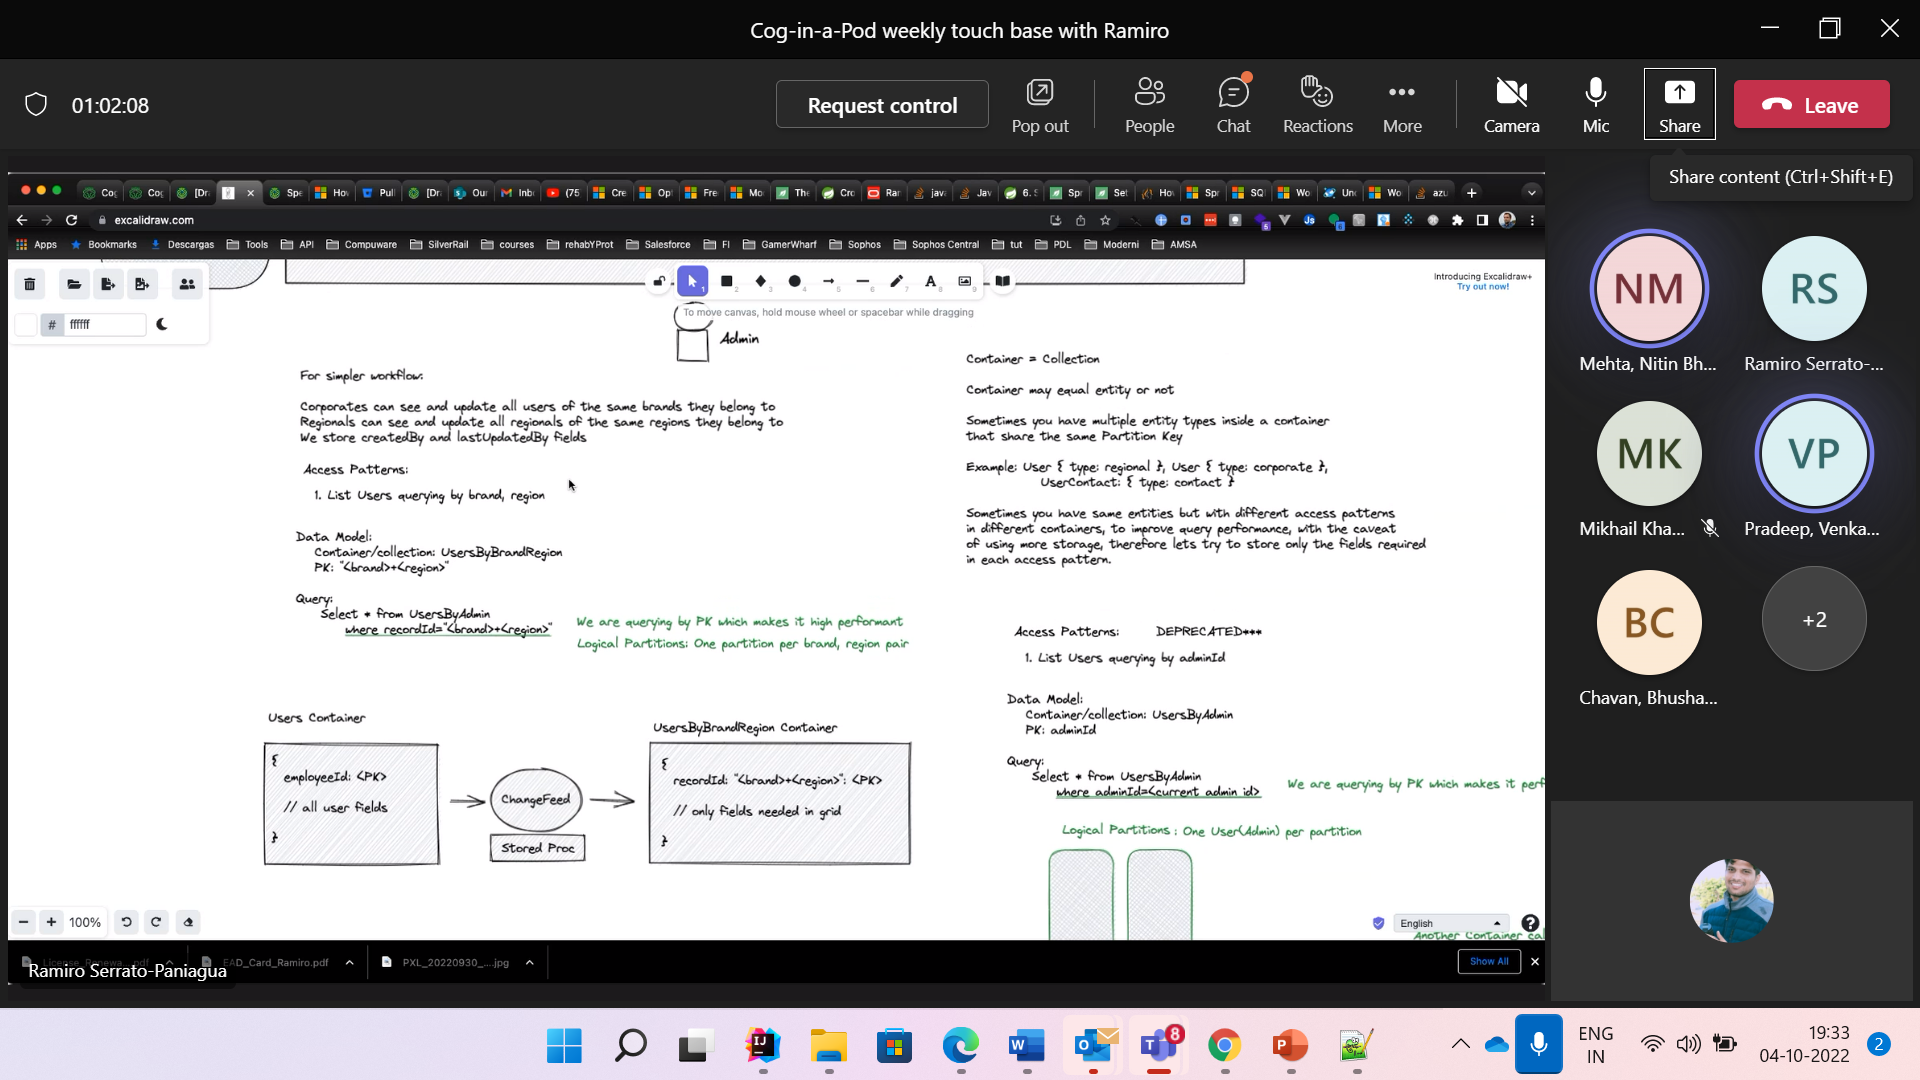 Cog-in-a-Pod weekly touch base with Ramiro
01:02:08
Request control
Pop out
People
Chat
Reactions
More
Camera
Mic
Share
Leave
Share content (Ctrl+Shift+E)
excalidraw.com
Apps Bookmarks Descargas Tools API Compuware SilverRail courses rehabYProt Salesforce FI GamerWharf Sophos Sophos Central tut PDL Moderni AMSA
# ffffff
To move canvas, hold mouse wheel or spacebar while dragging
Introducing Excalidraw+
Try out now!
Admin
For simpler workflow:
Corporates can see and update all users of the same brands they belong to
Regionals can see and update all regionals of the same regions they belong to
We store createdBy and lastUpdatedBy fields
Access Patterns:
1. List Users querying by brand, region
Data Model:
Container/collection: UsersByBrandRegion
PK: "<brand>+<region>"
Query:
Select * from UsersByAdmin
where recordId="<brand>+<region>"
We are querying by PK which makes it high performant
Logical Partitions: One partition per brand, region pair
Users Container
{
employeeId: <PK>
// all user fields
}
ChangeFeed
Stored Proc
UsersByBrandRegion Container
{
recordId: "<brand>+<region>": <PK>
// only fields needed in grid
}
Container = Collection
Container may equal entity or not
Sometimes you have multiple entity types inside a container
that share the same Partition Key
Example: User { type: regional }, User { type: corporate },
UserContact: { type: contact }
Sometimes you have same entities but with different access patterns
in different containers, to improve query performance, with the caveat
of using more storage, therefore lets try to store only the fields required
in each access pattern.
Access Patterns: DEPRECATED***
1. List Users querying by adminId
Data Model:
Container/collection: UsersByAdmin
PK: adminId
Query:
Select * from UsersByAdmin
where adminId=<current admin id>
We are querying by PK which makes it perf
Logical Partitions: One User(Admin) per partition
Another Container cal
100%
English
EAD_Card_Ramiro.pdf
PXL_20220930_....jpg
Show All
Ramiro Serrato-Paniagua
NM
Mehta, Nitin Bh...
RS
Ramiro Serrato-...
MK
Mikhail Kha...
VP
Pradeep, Venka...
BC
Chavan, Bhusha...
+2
8
ENG
IN
19:33
04-10-2022
2